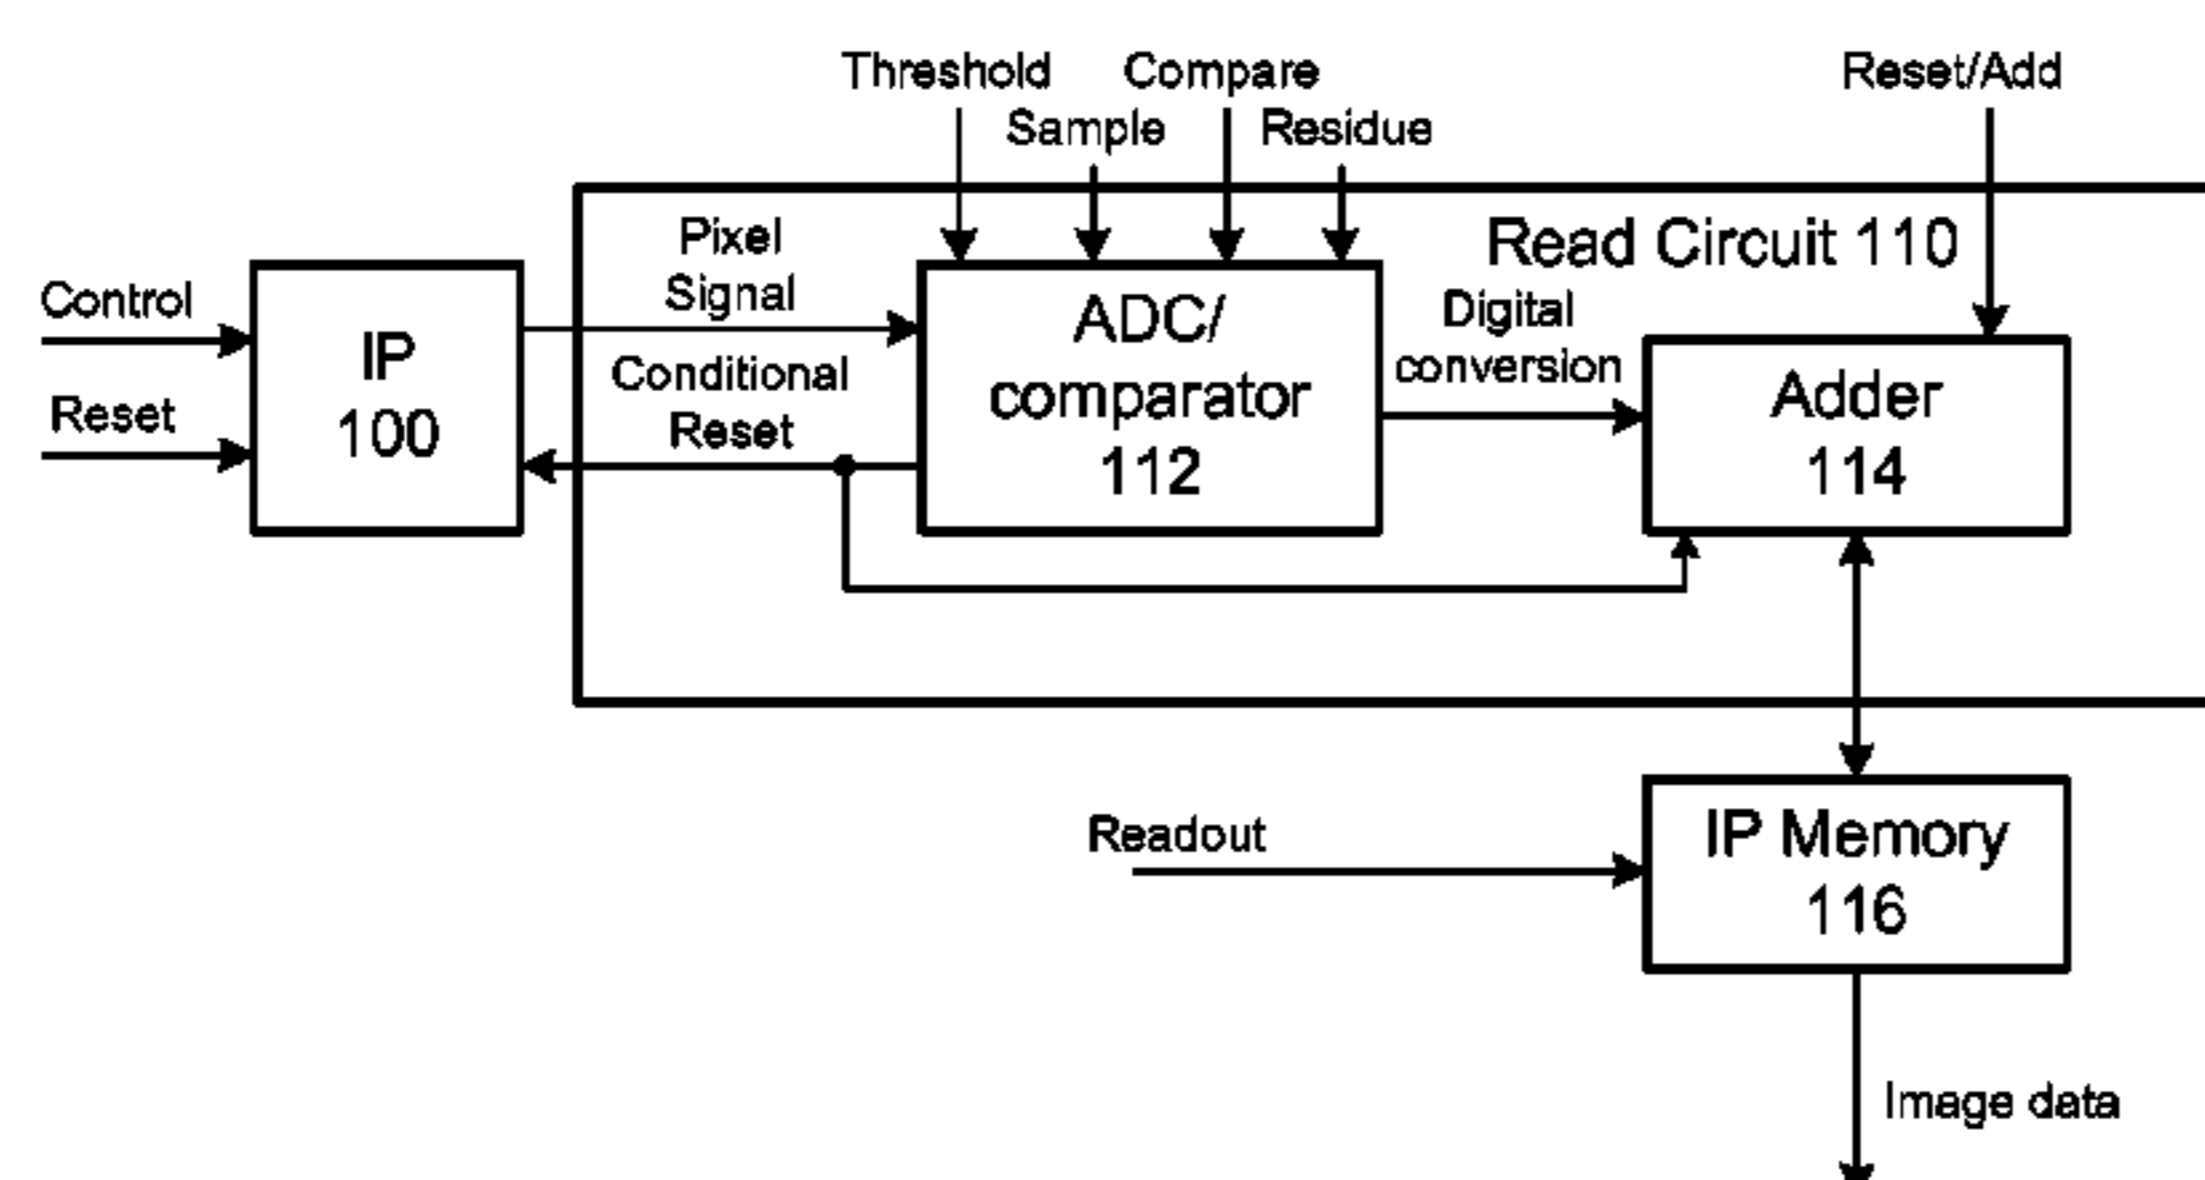 Threshold
Compare
Reset/Add
Sample
Residue
Read Circuit 110
Pixel
Signal
Control
IP
100
Reset
Conditional
Reset
ADC/
comparator
112
Digital
conversion
Adder
114
Readout
IP Memory
116
Image data